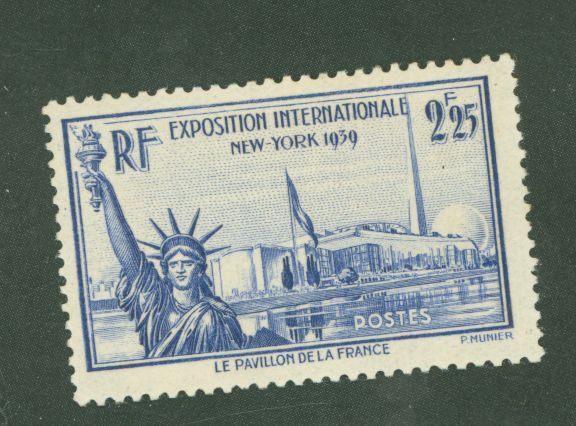 RF
EXPOSITION INTERNATIONALE
NEW-YORK 1939
2F25
POSTES
LE PAVILLON DE LA FRANCE
P. MUNIER